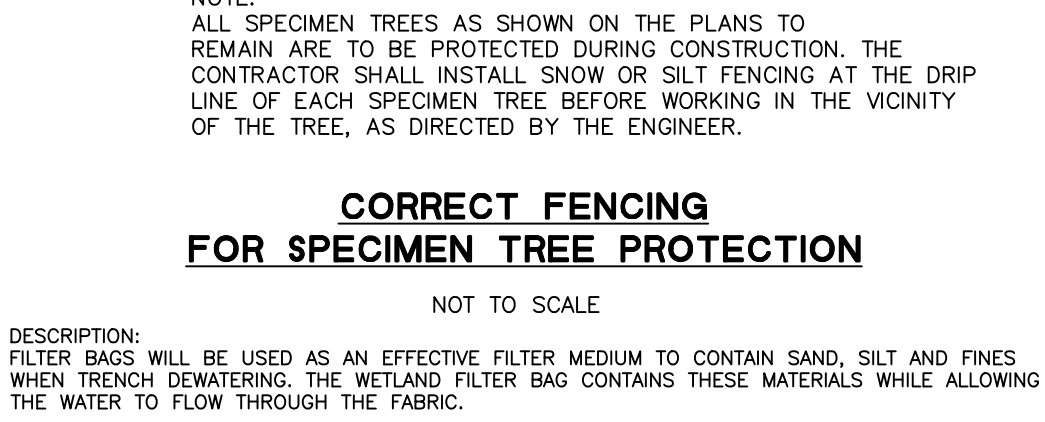 NOTE:
ALL SPECIMEN TREES AS SHOWN ON THE PLANS TO
REMAIN ARE TO BE PROTECTED DURING CONSTRUCTION. THE
CONTRACTOR SHALL INSTALL SNOW OR SILT FENCING AT THE DRIP
LINE OF EACH SPECIMEN TREE BEFORE WORKING IN THE VICINITY
OF THE TREE, AS DIRECTED BY THE ENGINEER.
CORRECT FENCING
FOR SPECIMEN TREE PROTECTION
NOT TO SCALE
DESCRIPTION:
FILTER BAGS WILL BE USED AS AN EFFECTIVE FILTER MEDIUM TO CONTAIN SAND, SILT AND FINES
WHEN TRENCH DEWATERING. THE WETLAND FILTER BAG CONTAINS THESE MATERIALS WHILE ALLOWING
THE WATER TO FLOW THROUGH THE FABRIC.